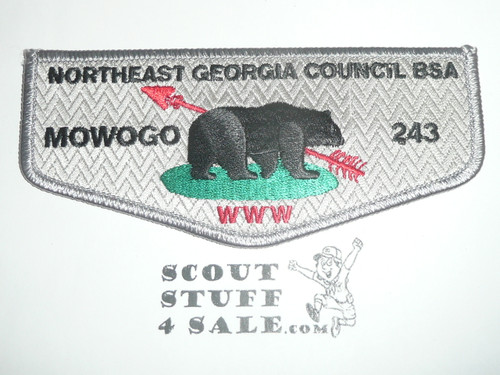 NORTHEAST GEORGIA COUNCIL BSA
MOWOGO 243
WWW
SCOUT
STUFF
4 SALE.COM